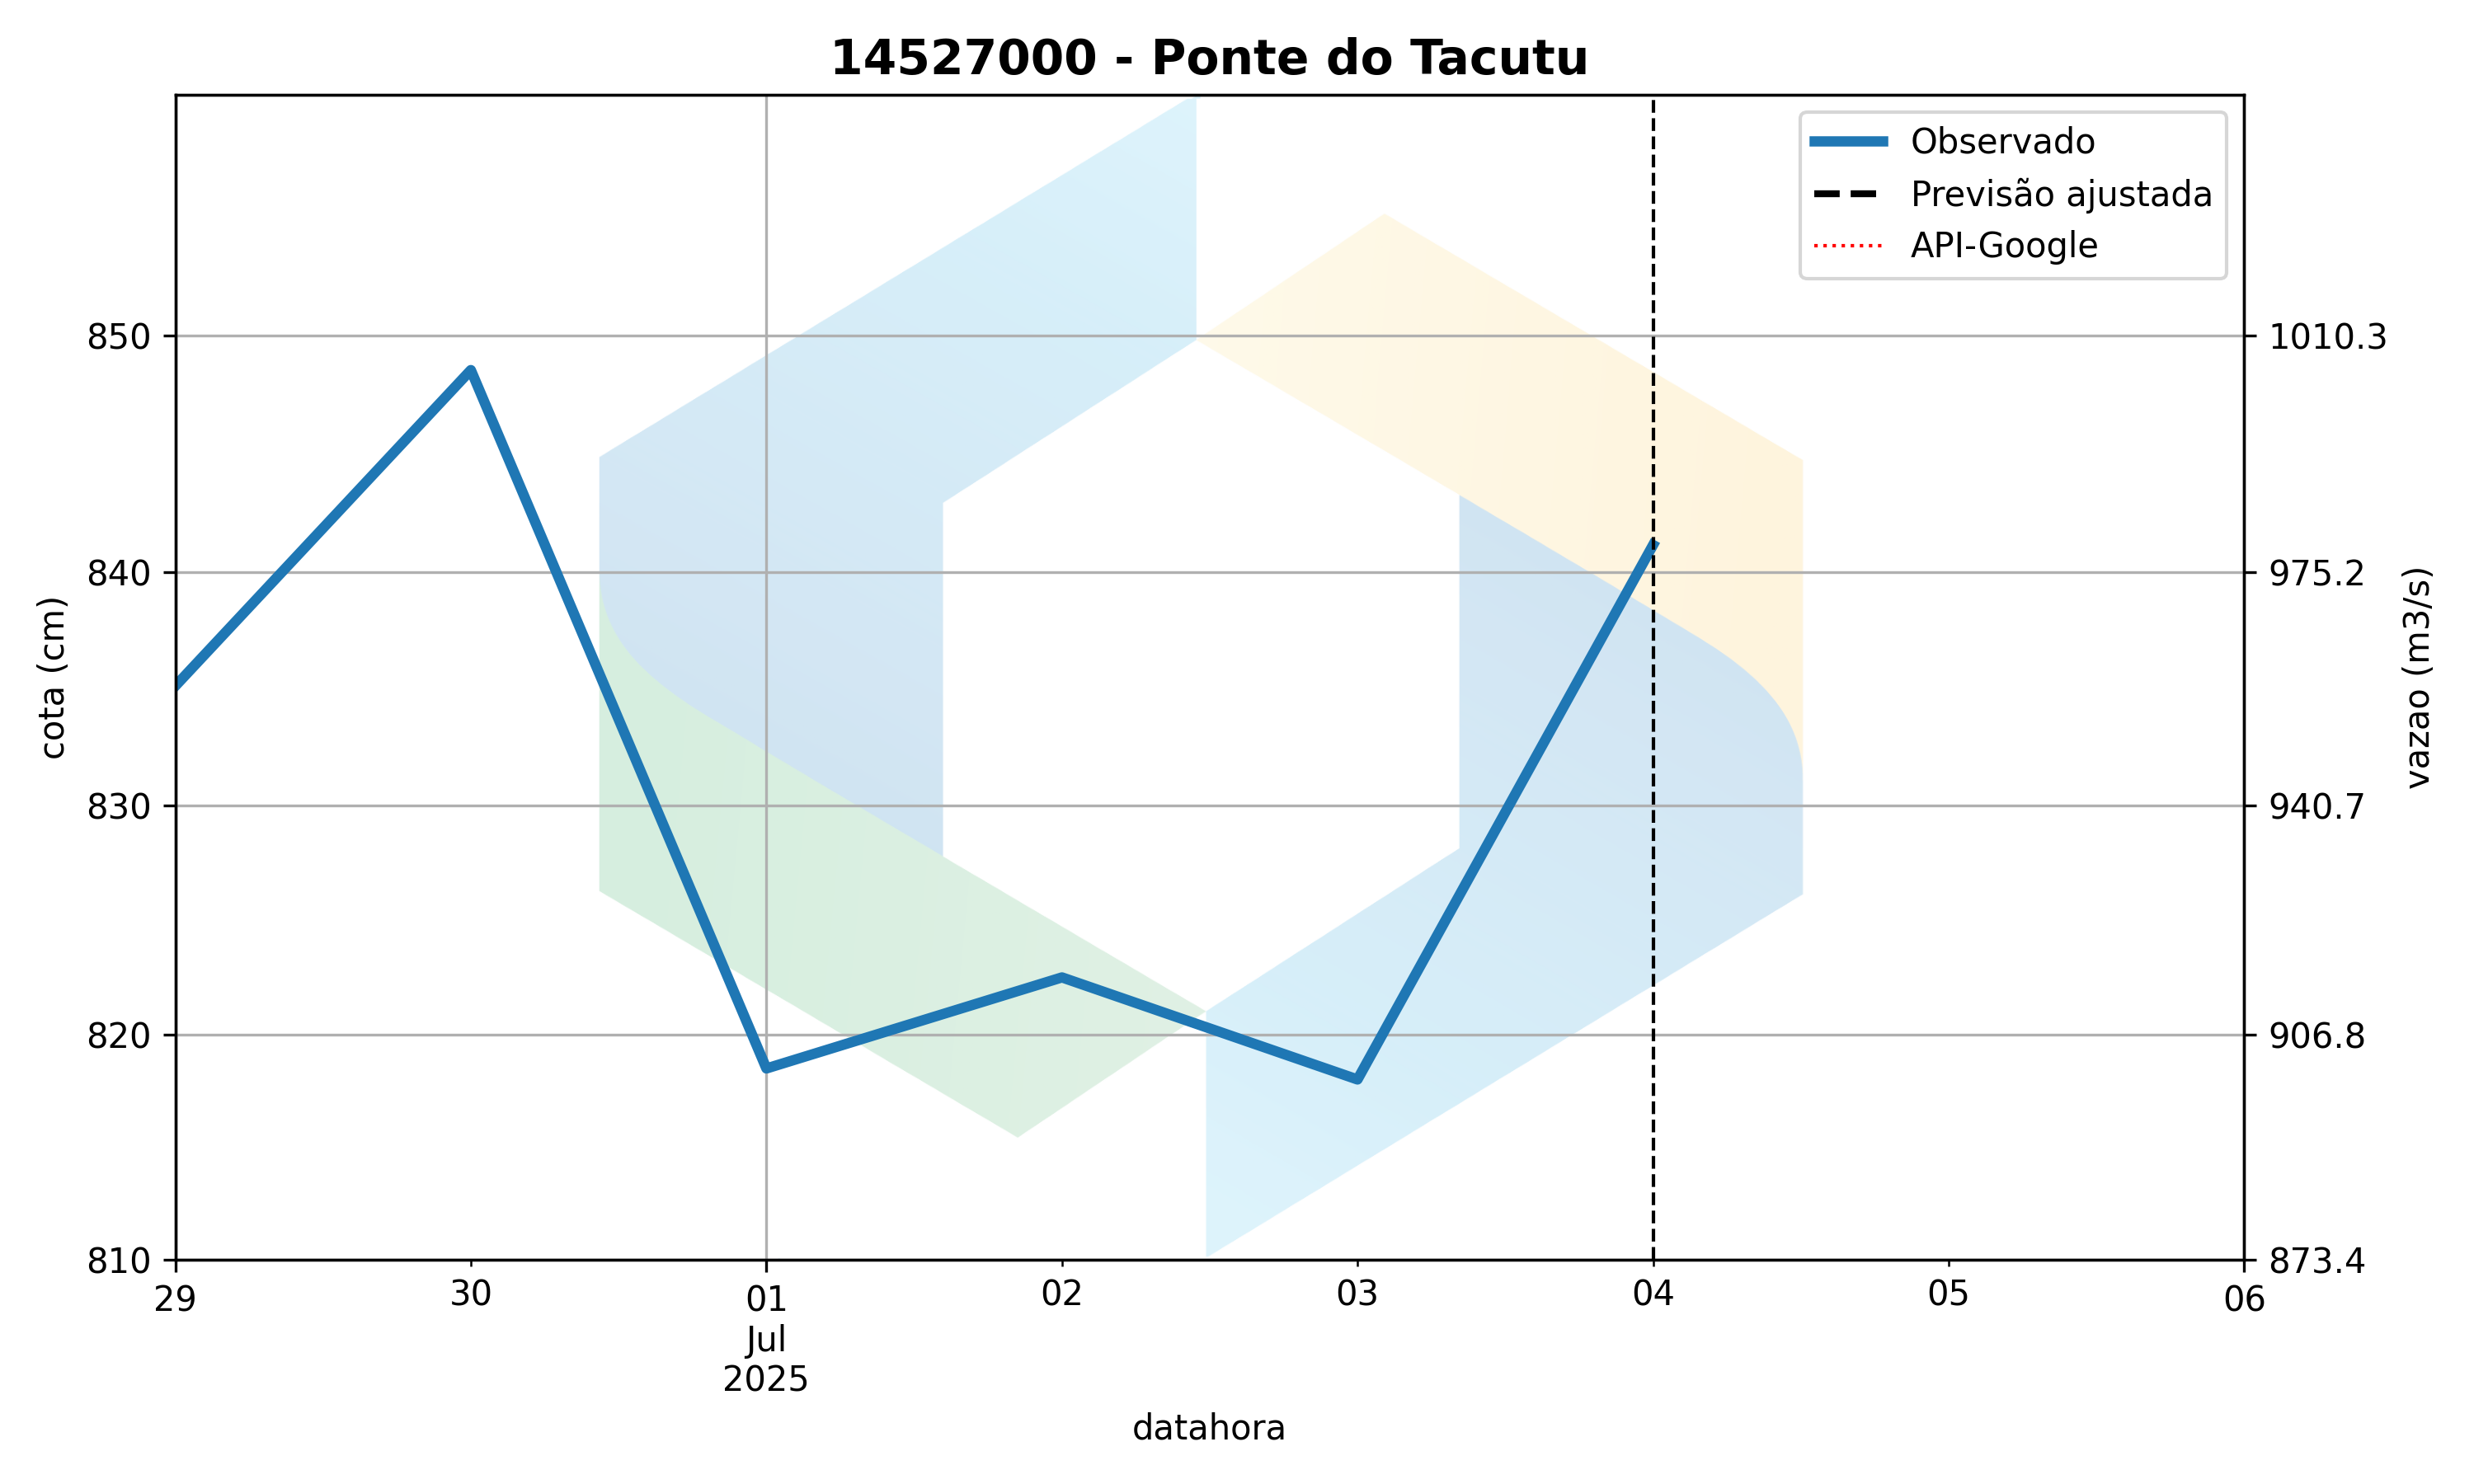 14527000 - Ponte do Tacutu
Observado
Previsão ajustada
API-Google
850
840
830
820
810
cota (cm)
1010.3
975.2
940.7
906.8
873.4
vazao (m3/s)
29 30 01 02 03 04 05 06
Jul
2025
datahora